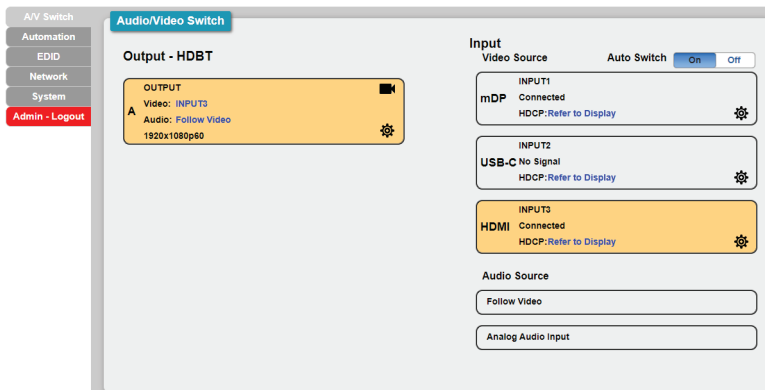 A/V Switch
Automation
EDID
Network
System
Admin - Logout
Audio/Video Switch
Output - HDBT
A
OUTPUT
Video: INPUT3
Audio: Follow Video
1920x1080p60
Input
Video Source
Auto Switch On Off
mDP
INPUT1
Connected
HDCP:Refer to Display
USB-C
INPUT2
No Signal
HDCP:Refer to Display
HDMI
INPUT3
Connected
HDCP:Refer to Display
Audio Source
Follow Video
Analog Audio Input